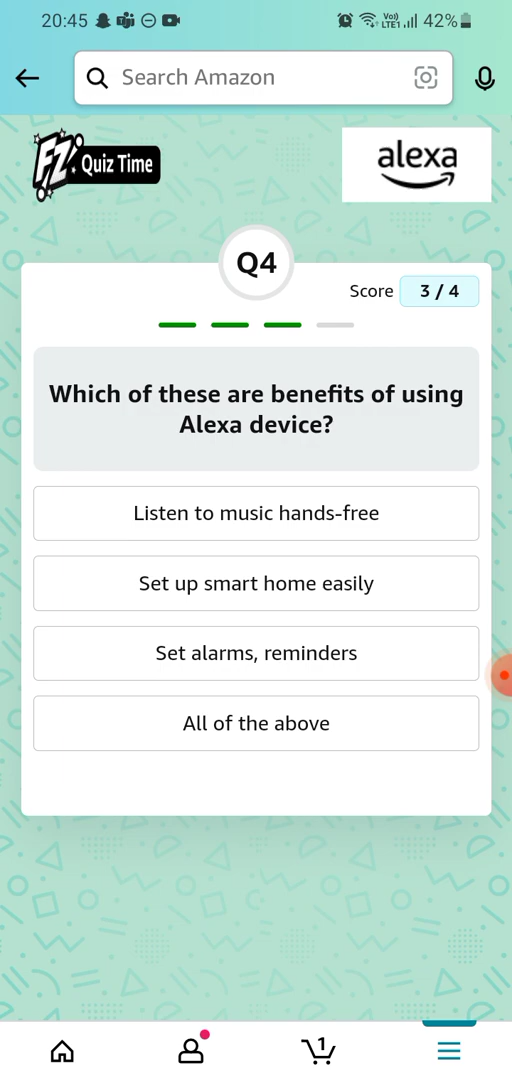 20:45
Vo)
LTE1
42%
Search Amazon
FZ. Quiz Time
alexa
Q4
Score 3 / 4
Which of these are benefits of using
Alexa device?
Listen to music hands-free
Set up smart home easily
Set alarms, reminders
All of the above
1